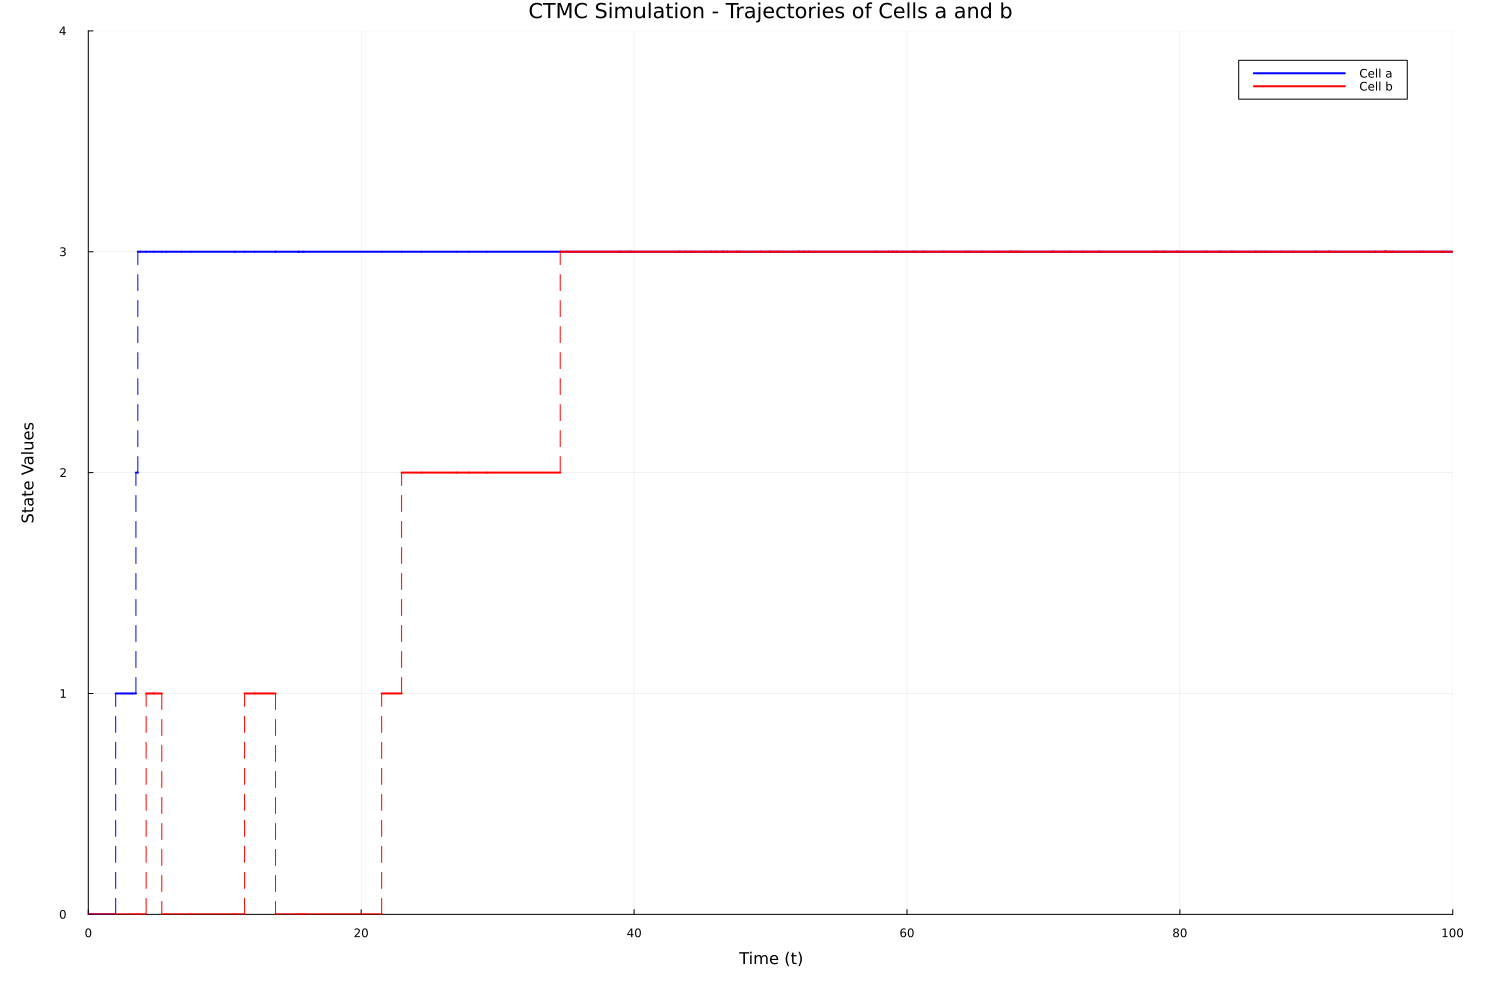 CTMC Simulation - Trajectories of Cells a and b
4
Cell a
Cell b
3
State Values
2
1
0
0 20 40 60 80 100
Time (t)